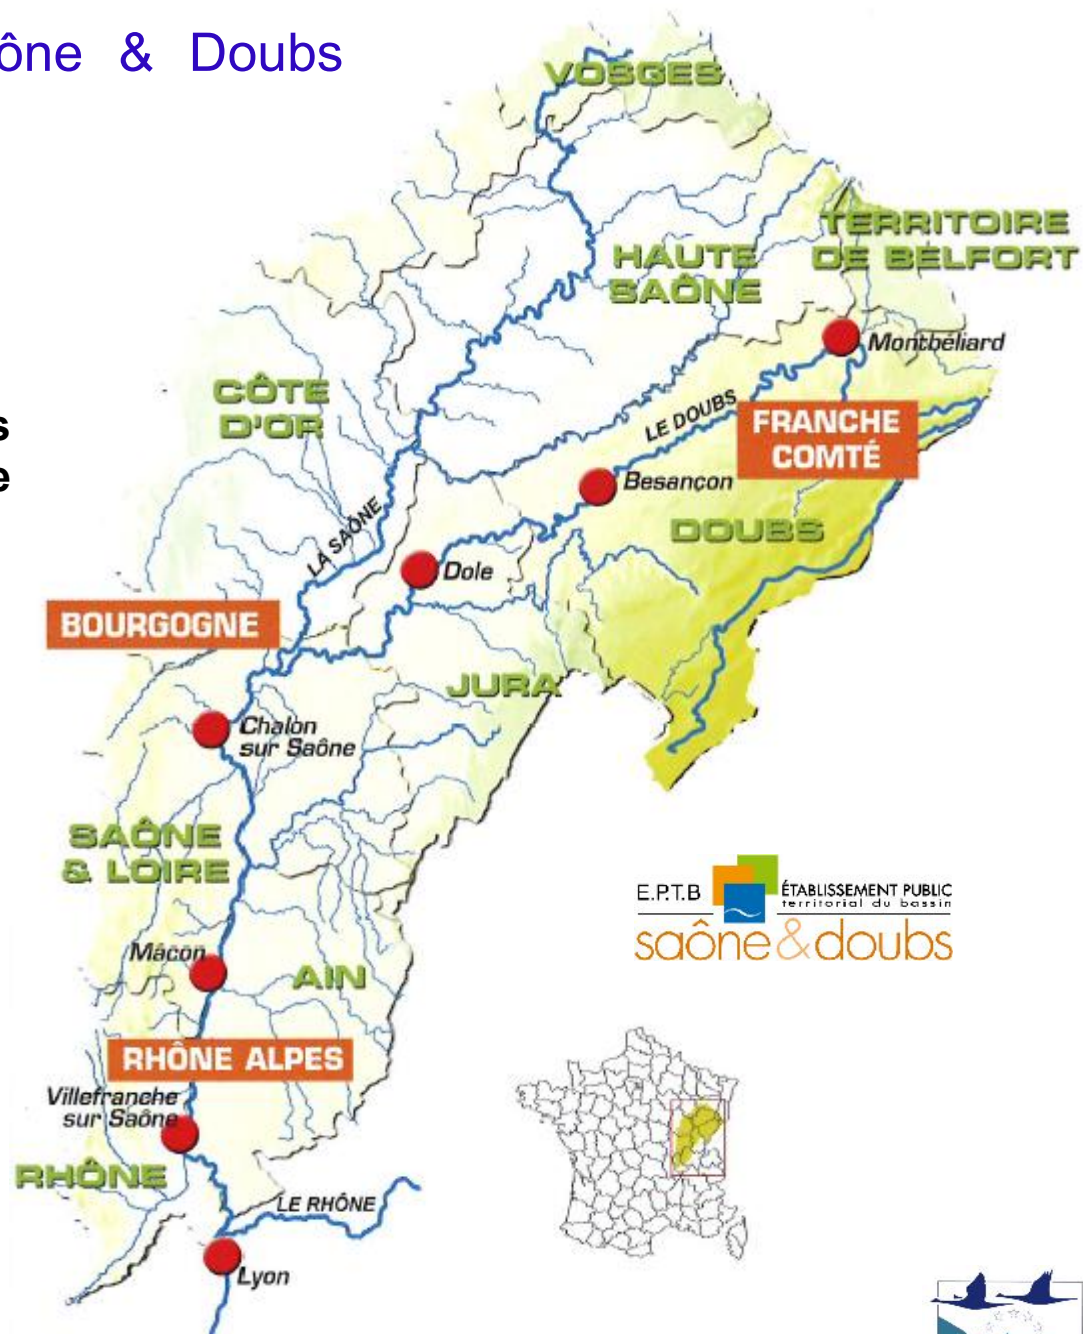 ône & Doubs
VOSGES
TERRITOIRE
DE BELFORT
HAUTE
SAÔNE
Montbéliard
CÔTE
D'OR
s
e
LE DOUBS
FRANCHE
COMTÉ
Besançon
DOUBS
LA SAÔNE
Dole
BOURGOGNE
JURA
Chalon
sur Saône
SAÔNE
& LOIRE
E.P.T.B
ÉTABLISSEMENT PUBLIC
territorial du bassin
saône&doubs
Mâcon
AIN
RHÔNE ALPES
Villefranche
sur Saône
RHÔNE
LE RHÔNE
Lyon